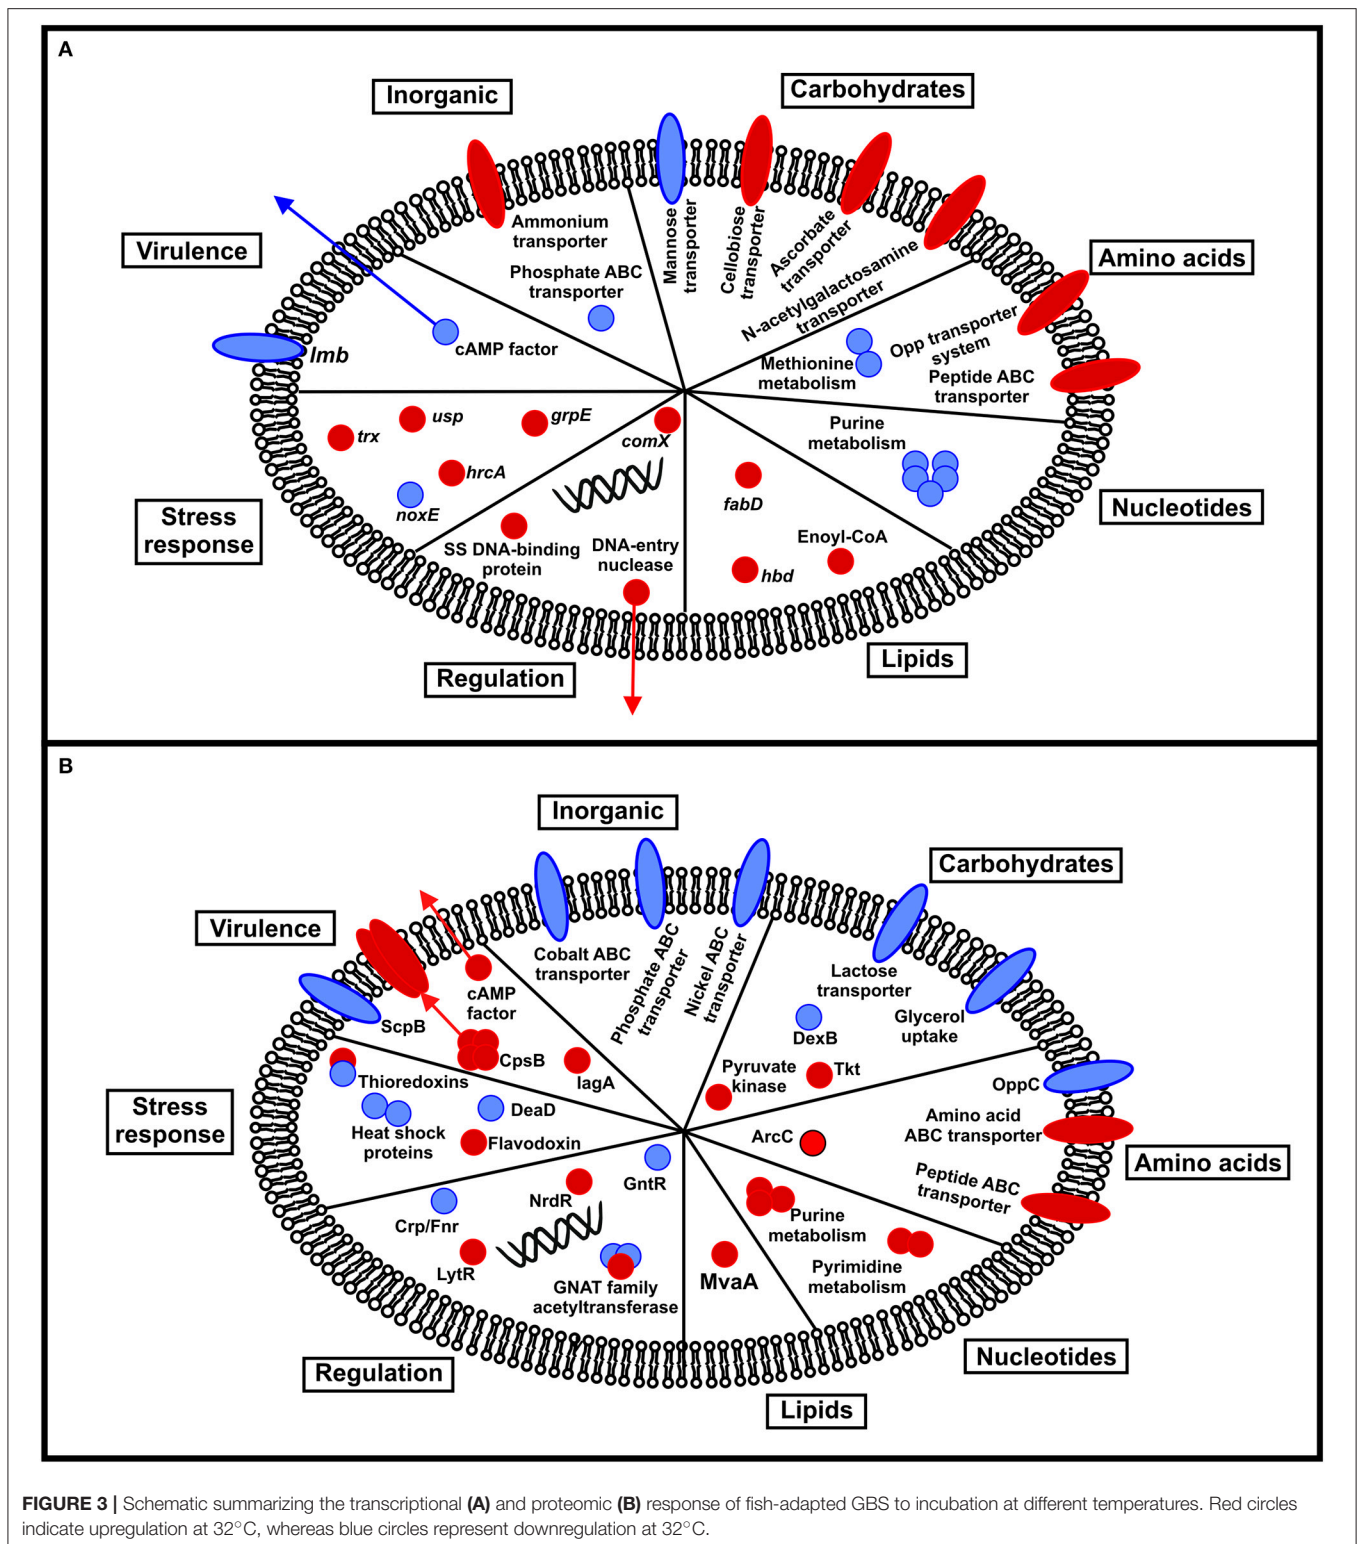 A
Inorganic
Carbohydrates
Virulence
Amino acids
Ammonium
transporter
Phosphate ABC
transporter
Mannose
transporter
Cellobiose
transporter
Ascorbate
transporter
N-acetylgalactosamine
transporter
cAMP factor
lmb
Methionine
metabolism
Opp transporter
system
Peptide ABC
transporter
trx
usp
grpE
hrcA
noxE
comX
Purine
metabolism
Stress
response
Nucleotides
SS DNA-binding
protein
DNA-entry
nuclease
fabD
Enoyl-CoA
hbd
Regulation
Lipids
B
Inorganic
Carbohydrates
Virulence
Cobalt ABC
transporter
Phosphate ABC
transporter
Nickel ABC
transporter
Lactose
transporter
Glycerol
uptake
DexB
cAMP
factor
ScpB
CpsB
IagA
Pyruvate
kinase
Tkt
OppC
Stress
response
Thioredoxins
Heat shock
proteins
DeaD
Flavodoxin
ArcC
Amino acid
ABC transporter
Amino acids
Peptide ABC
transporter
GntR
NrdR
Crp/Fnr
LytR
GNAT family
acetyltransferase
MvaA
Purine
metabolism
Pyrimidine
metabolism
Nucleotides
Regulation
Lipids
FIGURE 3 | Schematic summarizing the transcriptional (A) and proteomic (B) response of fish-adapted GBS to incubation at different temperatures. Red circles
indicate upregulation at 32°C, whereas blue circles represent downregulation at 32°C.